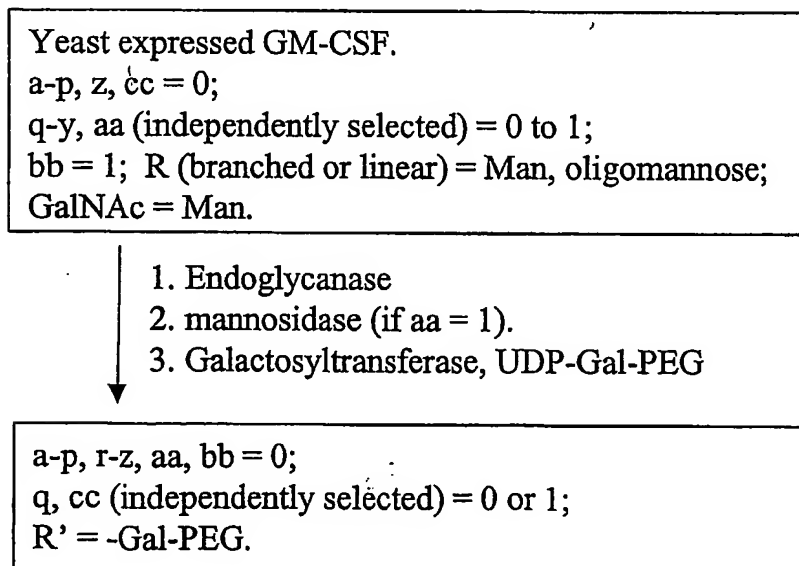 Yeast expressed GM-CSF.
a-p, z, cc = 0;
q-y, aa (independently selected) = 0 to 1;
bb = 1; R (branched or linear) = Man, oligomannose;
GalNAc = Man.
1. Endoglycanase
2. mannosidase (if aa = 1).
3. Galactosyltransferase, UDP-Gal-PEG
a-p, r-z, aa, bb = 0;
q, cc (independently selected) = 0 or 1;
R' = -Gal-PEG.